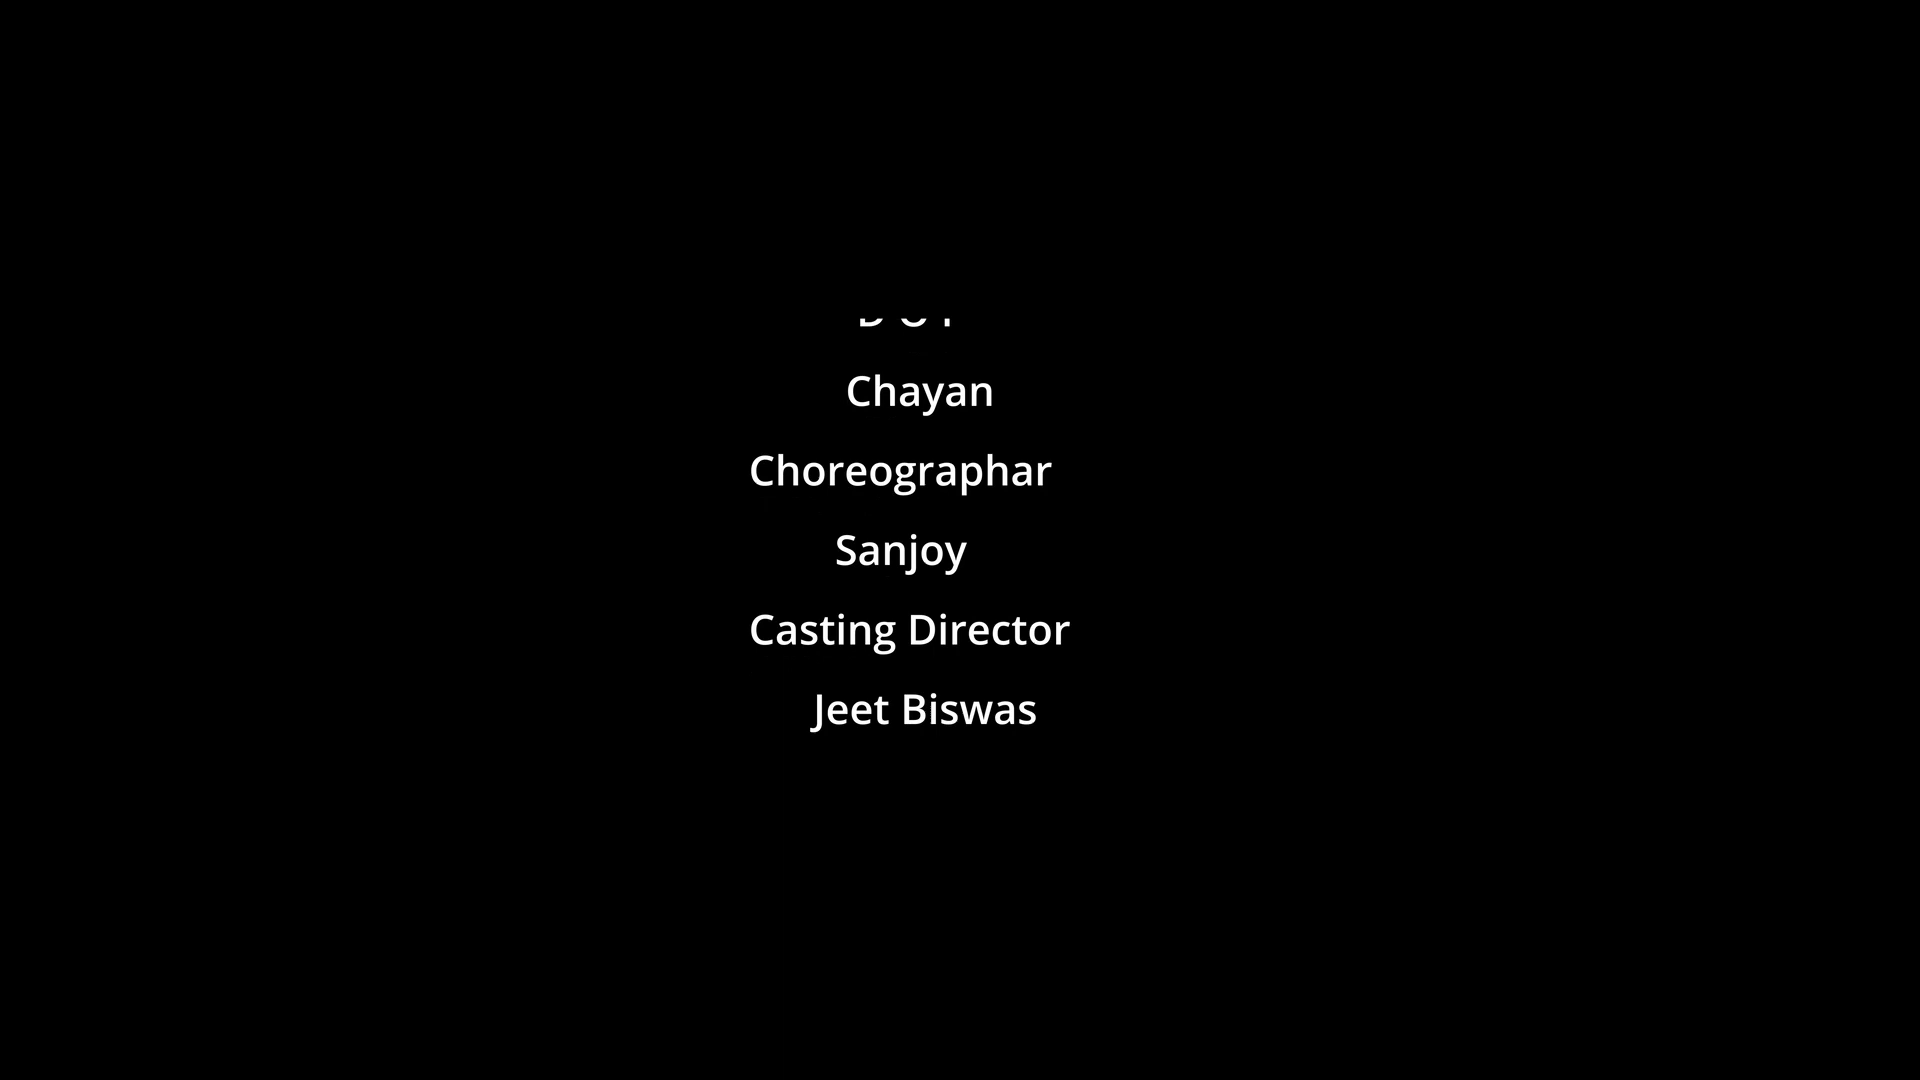 Chayan
Choreographar
Sanjoy
Casting Director
Jeet Biswas